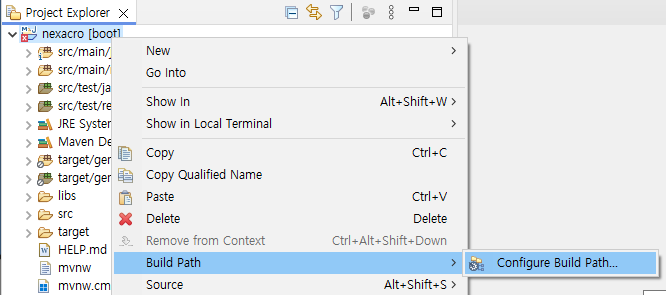 Project Explorer
nexacro [boot]
New
src/main/j
Go Into
src/main/
src/test/ja
Show In Alt+Shift+W
src/test/re
Show in Local Terminal
JRE System
Maven De
Copy Ctrl+C
target/ger
Copy Qualified Name
target/ger
Paste Ctrl+V
libs
Delete Delete
src
Remove from Context Ctrl+Alt+Shift+Down
target
HELP.md
Build Path
Configure Build Path...
mvnw
Source Alt+Shift+S
mvnw.cm